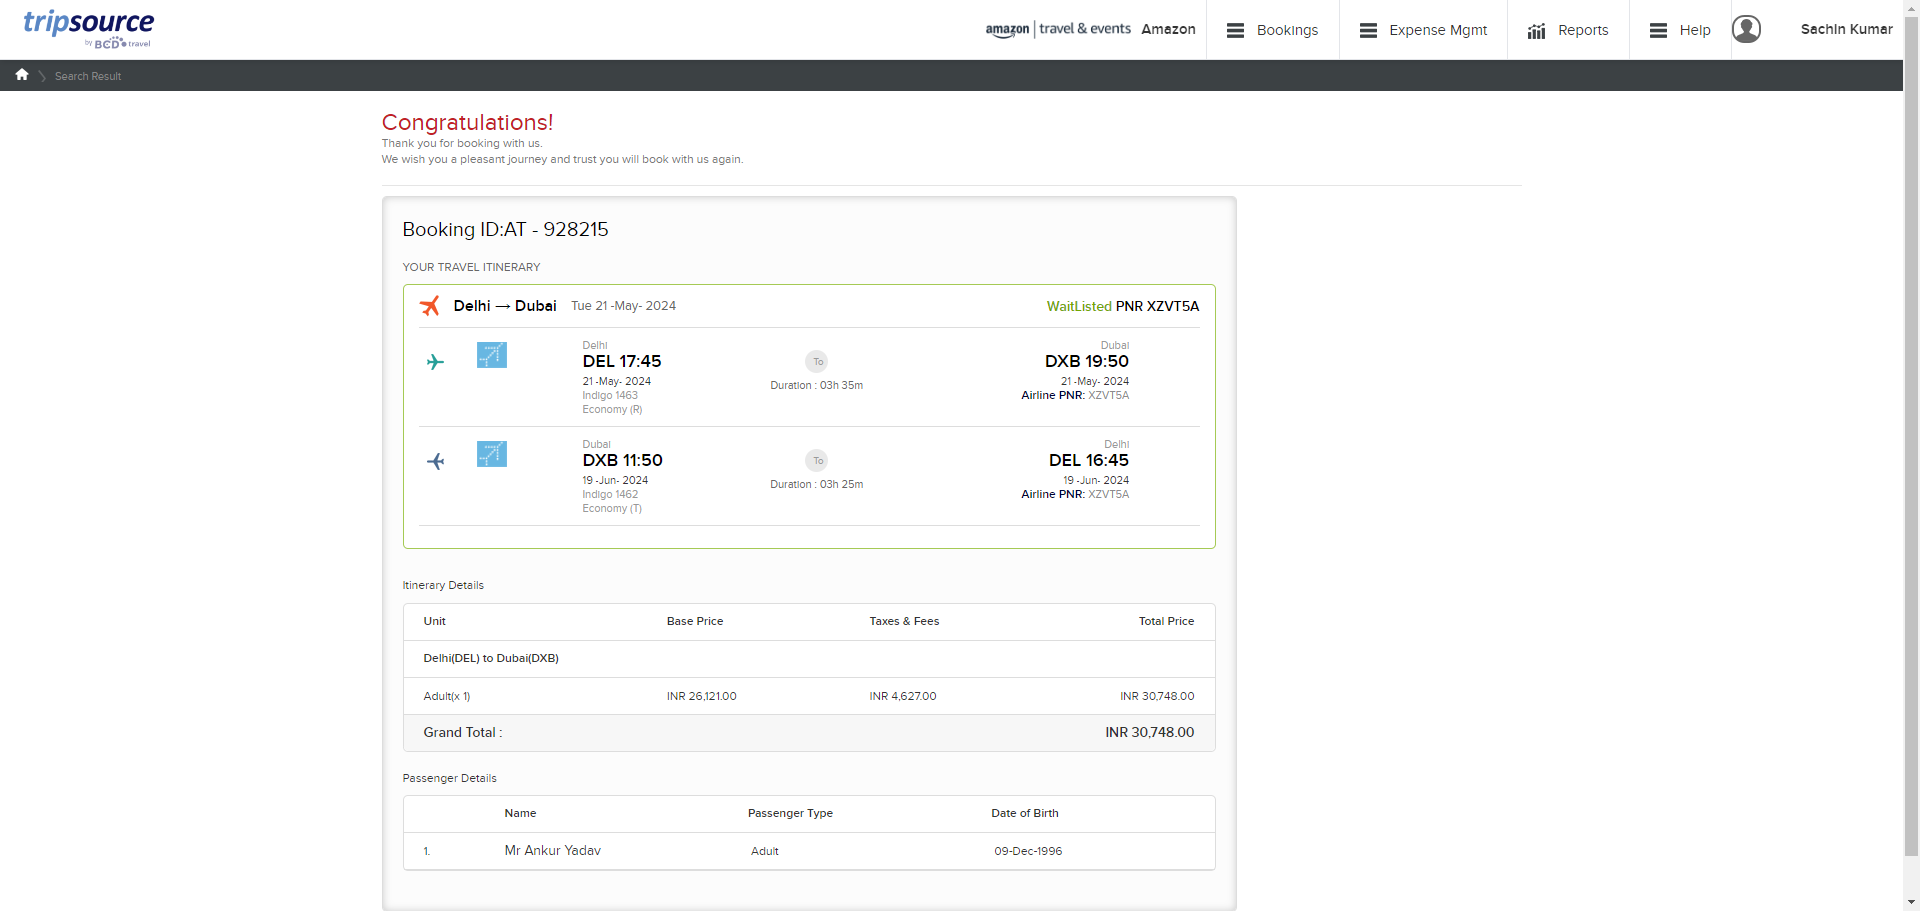 tripsource
by BCD travel
amazon | travel & events Amazon
Bookings
Expense Mgmt
Reports
Help
Sachin Kumar
Search Result
Congratulations!
Thank you for booking with us.
We wish you a pleasant journey and trust you will book with us again.
Booking ID:AT - 928215
YOUR TRAVEL ITINERARY
Delhi → Dubai Tue 21 -May- 2024 WaitListed PNR XZVT5A
Delhi Dubai
DEL 17:45 To DXB 19:50
21 -May- 2024 Duration : 03h 35m 21 -May- 2024
Indigo 1463 Airline PNR: XZVT5A
Economy (R)
Dubai Delhi
DXB 11:50 To DEL 16:45
19 -Jun- 2024 Duration : 03h 25m 19 -Jun- 2024
Indigo 1462 Airline PNR: XZVT5A
Economy (T)
Itinerary Details
Unit Base Price Taxes & Fees Total Price
Delhi(DEL) to Dubai(DXB)
Adult(x 1) INR 26,121.00 INR 4,627.00 INR 30,748.00
Grand Total : INR 30,748.00
Passenger Details
Name Passenger Type Date of Birth
1. Mr Ankur Yadav Adult 09-Dec-1996